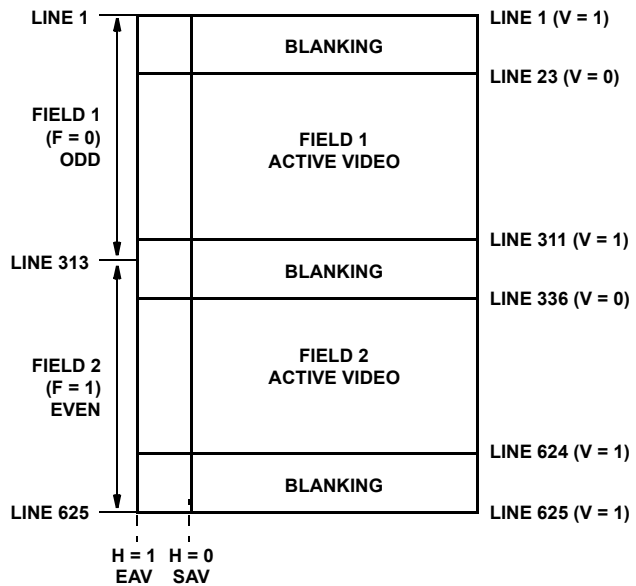 LINE 1
BLANKING
LINE 1 (V = 1)
LINE 23 (V = 0)
FIELD 1
(F = 0)
ODD
FIELD 1
ACTIVE VIDEO
LINE 311 (V = 1)
LINE 313
BLANKING
LINE 336 (V = 0)
FIELD 2
(F = 1)
EVEN
FIELD 2
ACTIVE VIDEO
LINE 624 (V = 1)
BLANKING
LINE 625
LINE 625 (V = 1)
H = 1
EAV
H = 0
SAV